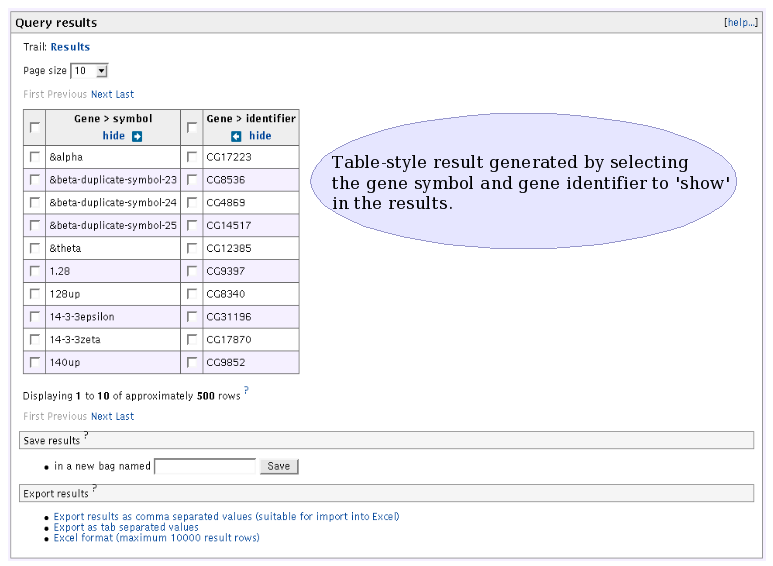 Query results [help...]
Trail: Results
Page size 10
First Previous Next Last
Gene > symbol Gene > identifier
hide hide
&alpha CG17223
&beta-duplicate-symbol-23 CG8536
&beta-duplicate-symbol-24 CG4869
&beta-duplicate-symbol-25 CG14517
&theta CG12385
1.28 CG9397
128up CG8340
14-3-3epsilon CG31196
14-3-3zeta CG17870
140up CG9852
Table-style result generated by selecting
the gene symbol and gene identifier to 'show'
in the results.
Displaying 1 to 10 of approximately 500 rows ?
First Previous Next Last
Save results ?
in a new bag named Save
Export results ?
Export results as comma separated values (suitable for import into Excel)
Export as tab separated values
Excel format (maximum 10000 result rows)